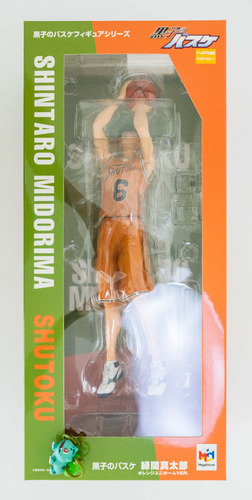 黒子のバスケフィギュアシリーズ
黒子のバスケ
SHINTARO MIDORIMA SHUTOKU
SHUTOKU
6
黒子のバスケ 緑間真太郎
オレンジユニホームVER.
MegaHouse